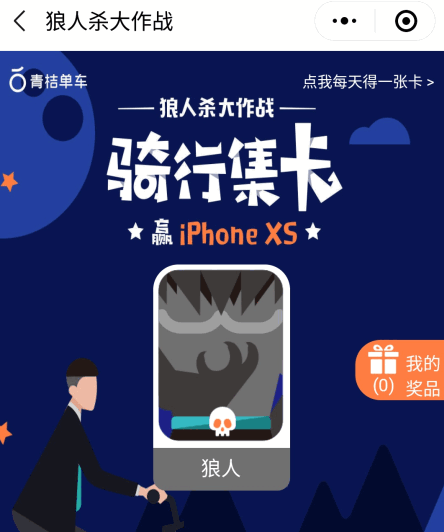 狼人杀大作战
青桔单车
点我每天得一张卡 >
狼人杀大作战
骑行集卡
赢 iPhone XS
我的
(0) 奖品
狼人